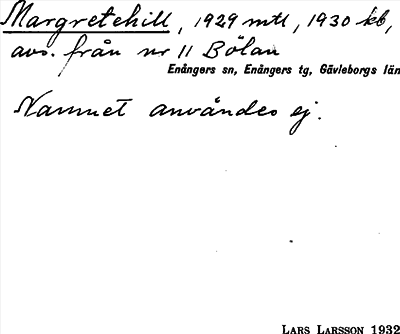 Margretehill, 1929 mtl, 1930 kb,
avs. från nr 11 Bölan
Enångers sn, Enångers tg, Gävleborgs län
Namnet användes ej.
LARS LARSSON 1932